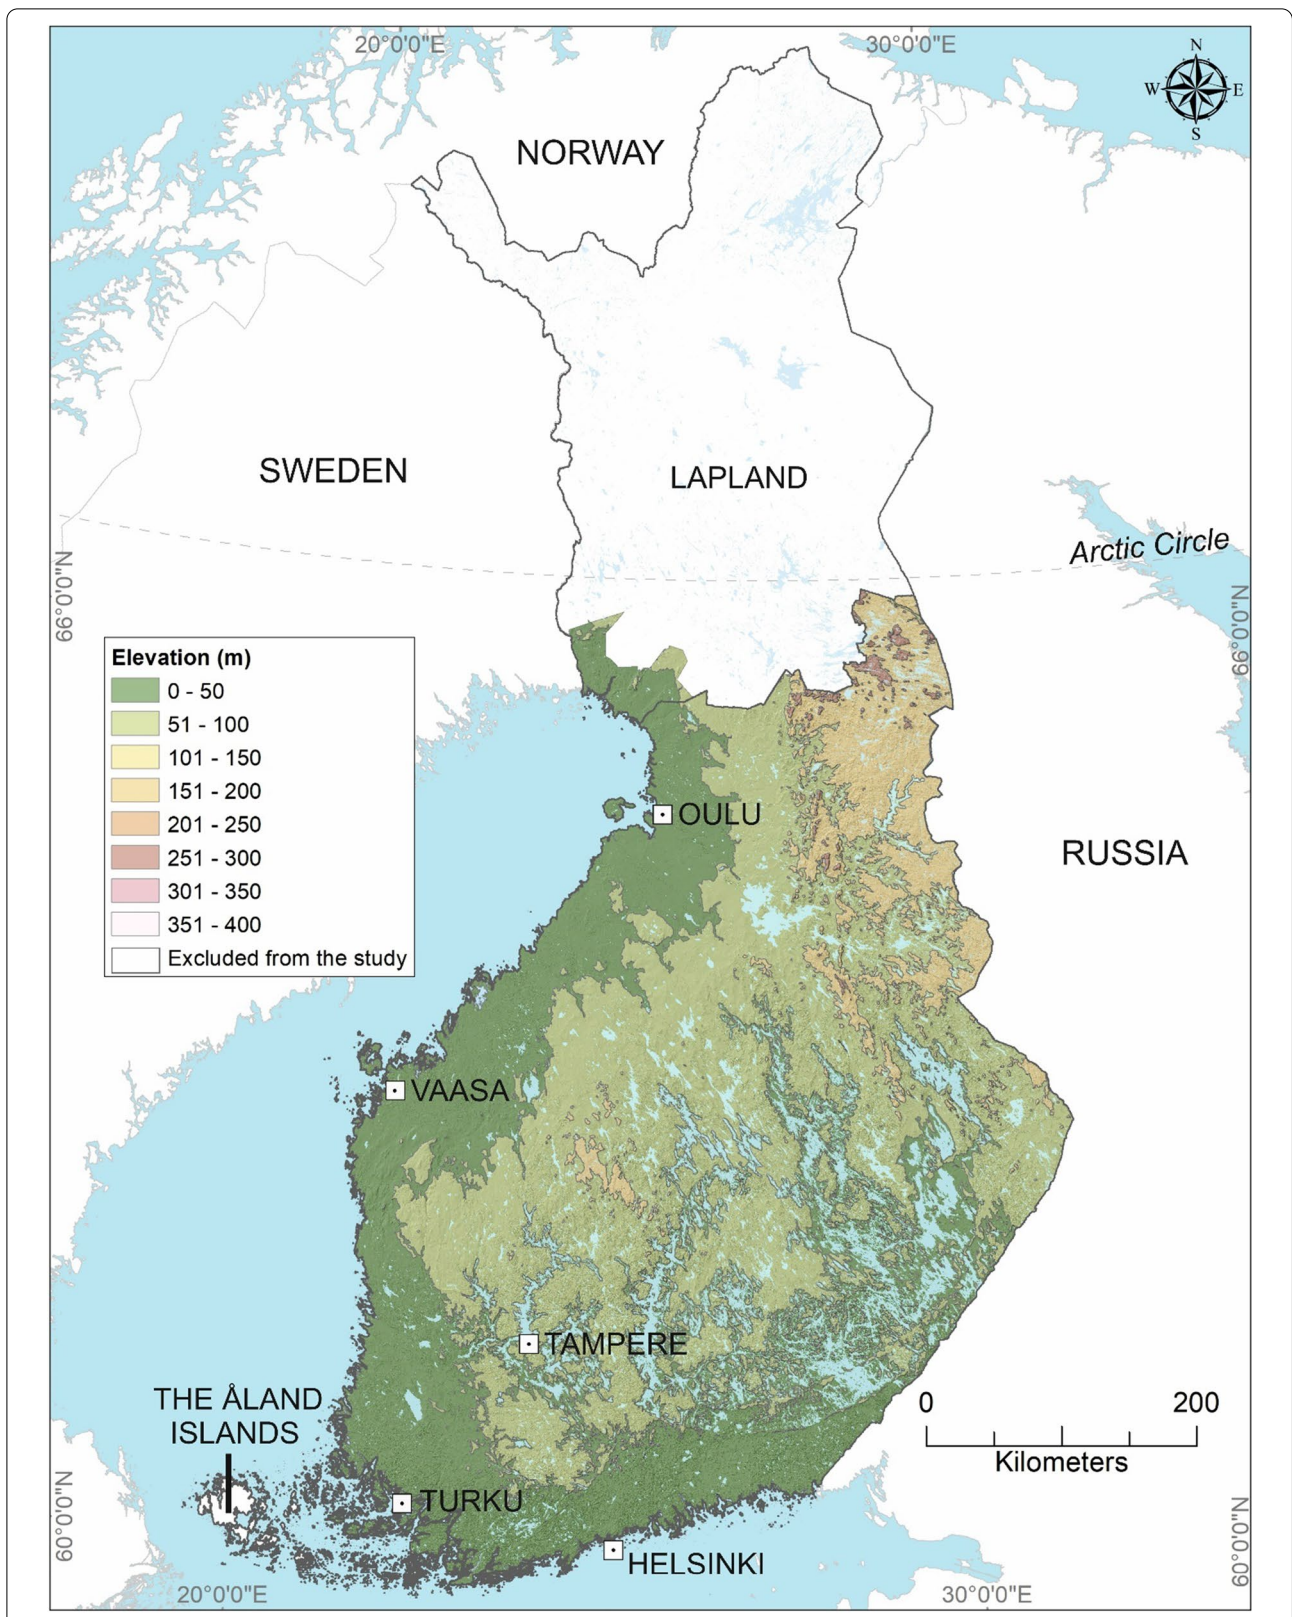 20°0'0"E
30°0'0"E
N
W
E
S
NORWAY
SWEDEN
LAPLAND
Arctic Circle
66°0'0"N
66°0'0"N
Elevation (m)
0 - 50
51 - 100
101 - 150
151 - 200
201 - 250
251 - 300
301 - 350
351 - 400
Excluded from the study
OULU
RUSSIA
VAASA
TAMPERE
THE ÅLAND
ISLANDS
0
200
Kilometers
60°0'0"N
60°0'0"N
TURKU
HELSINKI
20°0'0"E
30°0'0"E